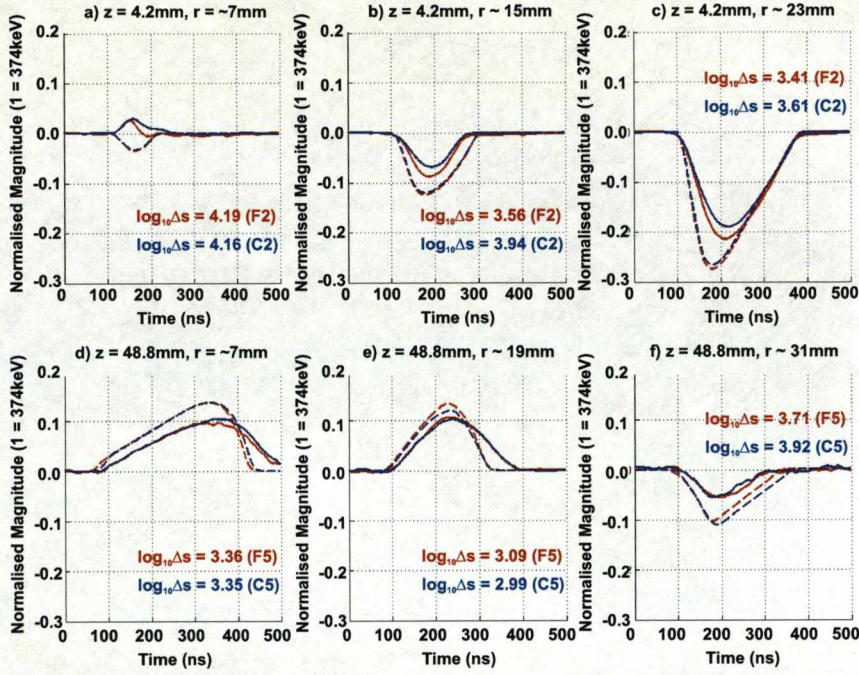 a) z = 4.2mm, r = ~7mm
b) z = 4.2mm, r ~ 15mm
c) z = 4.2mm, r ~ 23mm
Normalised Magnitude (1 = 374keV)
0.2
0.1
0.0
-0.1
-0.2
-0.3
log₁₀Δs = 4.19 (F2)
log₁₀Δs = 4.16 (C2)
0 100 200 300 400 500
Time (ns)
Normalised Magnitude (1 = 374keV)
0.2
0.1
0.0
-0.1
-0.2
-0.3
log₁₀Δs = 3.56 (F2)
log₁₀Δs = 3.94 (C2)
0 100 200 300 400 500
Time (ns)
Normalised Magnitude (1 = 374keV)
0.2
0.1
0.0
-0.1
-0.2
-0.3
log₁₀Δs = 3.41 (F2)
log₁₀Δs = 3.61 (C2)
0 100 200 300 400 500
Time (ns)
d) z = 48.8mm, r = ~7mm
e) z = 48.8mm, r ~ 19mm
f) z = 48.8mm, r ~ 31mm
Normalised Magnitude (1 = 374keV)
0.2
0.1
0.0
-0.1
-0.2
-0.3
log₁₀Δs = 3.36 (F5)
log₁₀Δs = 3.35 (C5)
0 100 200 300 400 500
Time (ns)
Normalised Magnitude (1 = 374keV)
0.2
0.1
0.0
-0.1
-0.2
-0.3
log₁₀Δs = 3.09 (F5)
log₁₀Δs = 2.99 (C5)
0 100 200 300 400 500
Time (ns)
Normalised Magnitude (1 = 374keV)
0.2
0.1
0.0
-0.1
-0.2
-0.3
log₁₀Δs = 3.71 (F5)
log₁₀Δs = 3.92 (C5)
0 100 200 300 400 500
Time (ns)